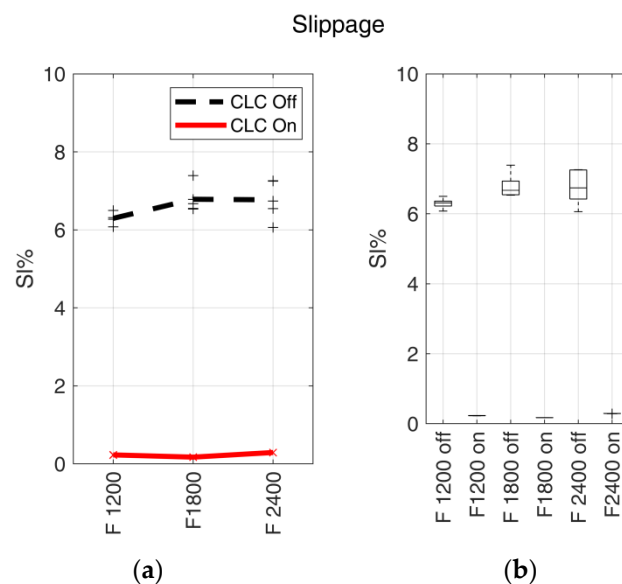 Slippage
10
8
6
4
2
0
SI%
CLC Off
CLC On
F 1200
F1800
F 2400
(a)
10
8
6
4
2
0
SI%
F 1200 off
F1200 on
F 1800 off
F1800 on
F 2400 off
F2400 on
(b)